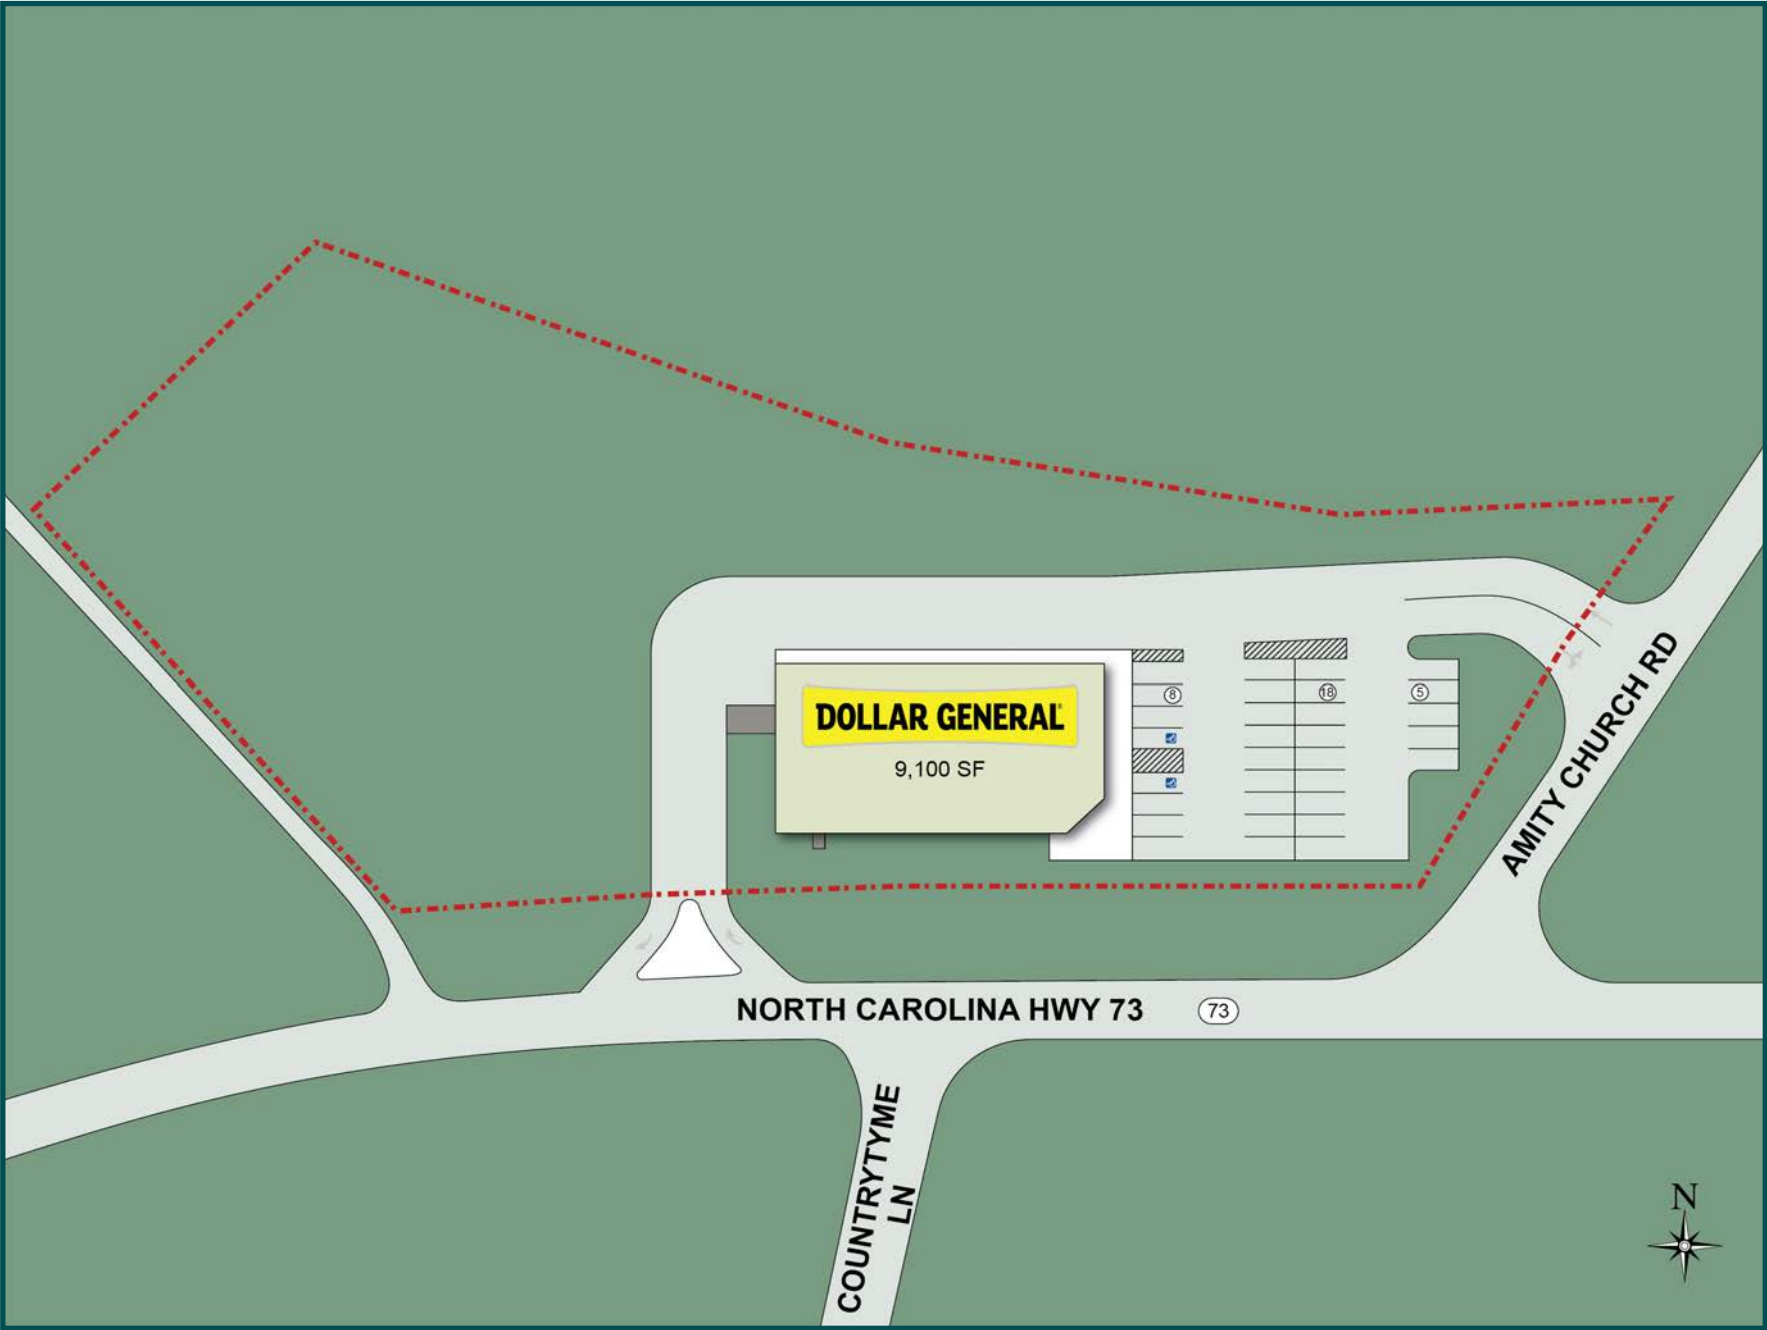 8
18
5
DOLLAR GENERAL
9,100 SF
AMITY CHURCH RD
NORTH CAROLINA HWY 73
73
COUNTRYTYME
LN
N